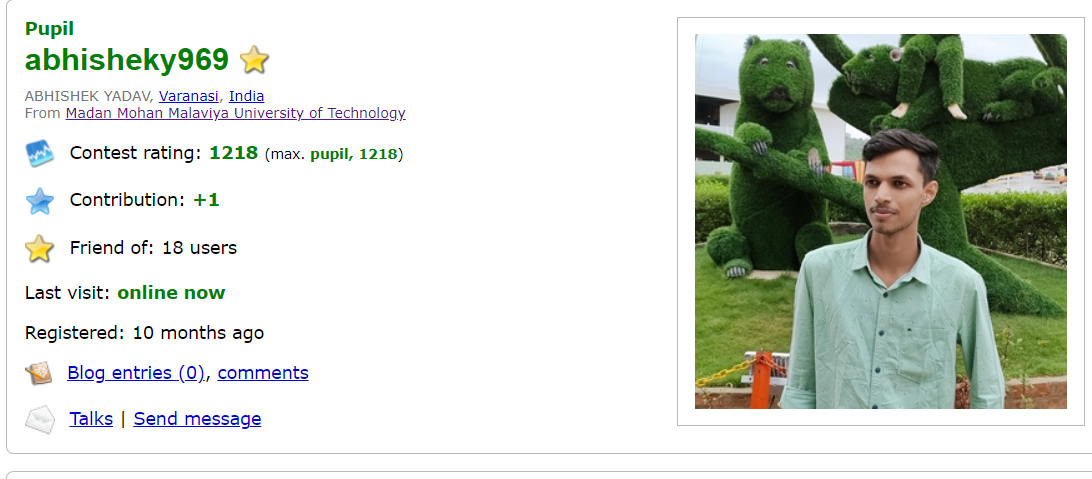 Pupil
abhisheky969
ABHISHEK YADAV, Varanasi, India
From Madan Mohan Malaviya University of Technology
Contest rating: 1218 (max. pupil, 1218)
Contribution: +1
Friend of: 18 users
Last visit: online now
Registered: 10 months ago
Blog entries (0), comments
Talks | Send message